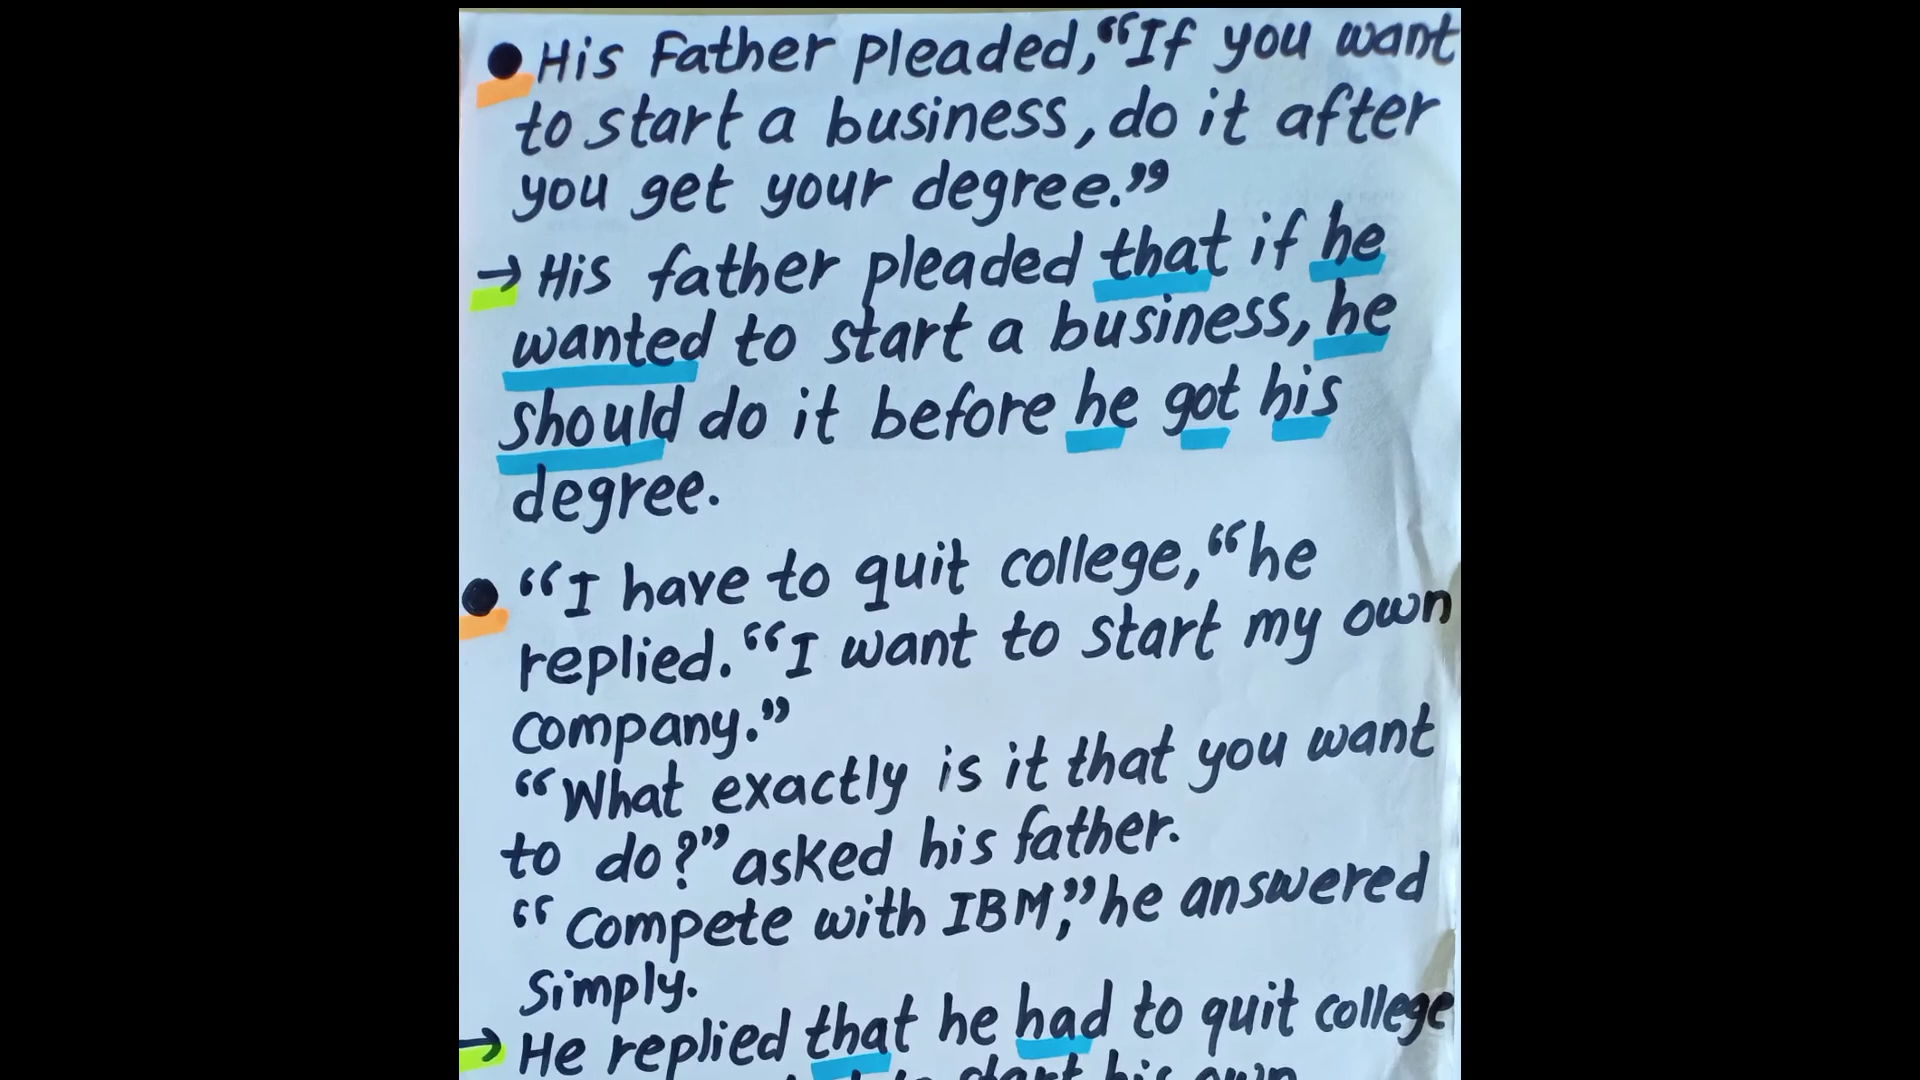 ● His Father pleaded,“If you want
to start a business, do it after
you get your degree.”
→ His father pleaded that if he
wanted to start a business, he
should do it before he got his
degree.
● “I have to quit college,“he
replied.“I want to start my own
company.”
“What exactly is it that you want
to do?”asked his father.
“Compete with IBM,”he answered
Simply.
→ He replied that he had to quit college
start his own